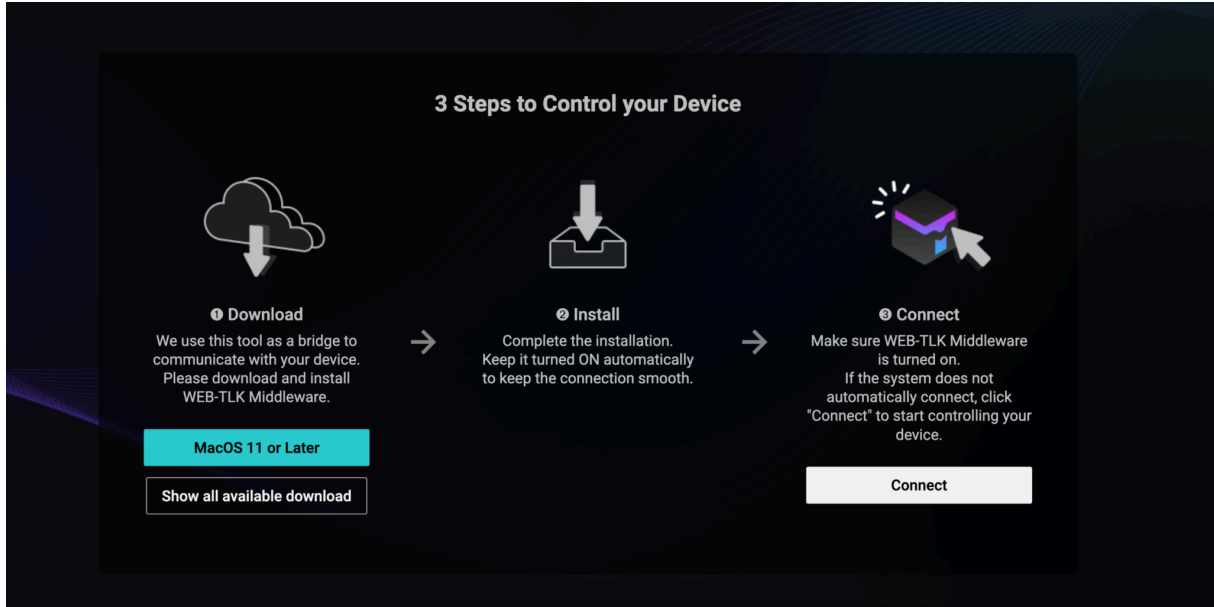 3 Steps to Control your Device
❶ Download
We use this tool as a bridge to
communicate with your device.
Please download and install
WEB-TLK Middleware.
MacOS 11 or Later
Show all available download
❷ Install
Complete the installation.
Keep it turned ON automatically
to keep the connection smooth.
❸ Connect
Make sure WEB-TLK Middleware
is turned on.
If the system does not
automatically connect, click
"Connect" to start controlling your
device.
Connect